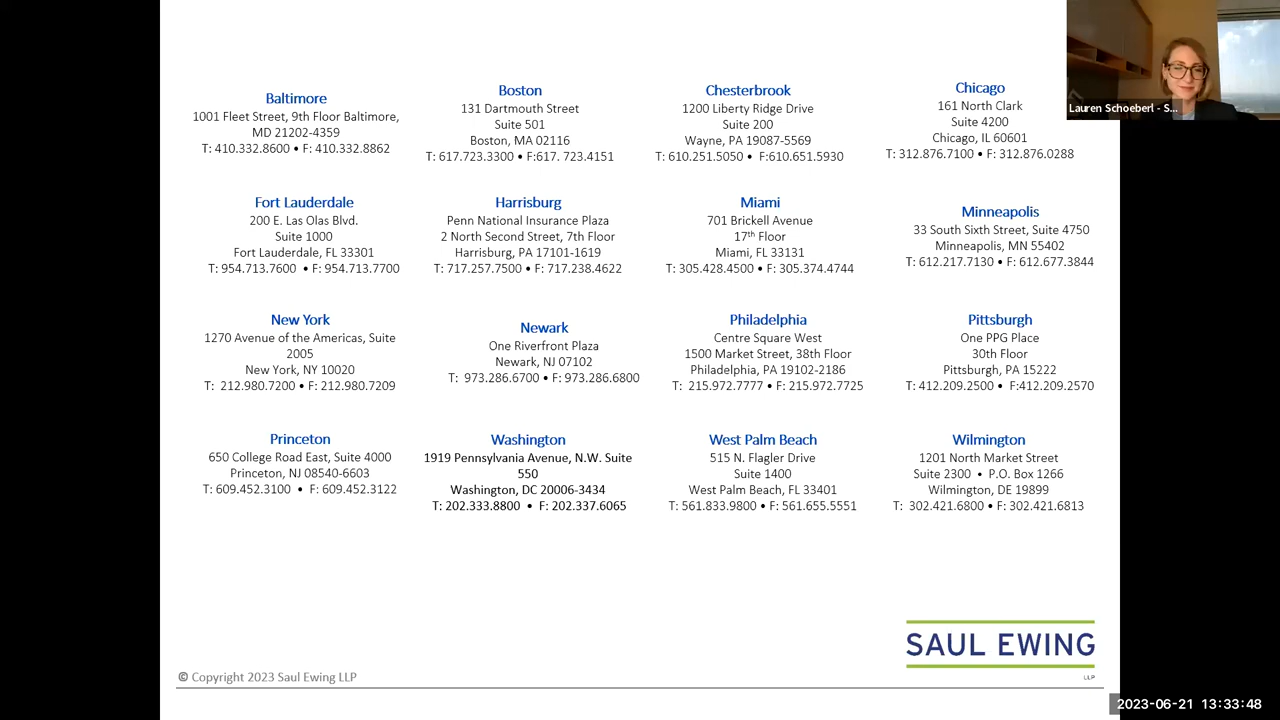 Baltimore
1001 Fleet Street, 9th Floor Baltimore,
MD 21202-4359
T: 410.332.8600 • F: 410.332.8862
Boston
131 Dartmouth Street
Suite 501
Boston, MA 02116
T: 617.723.3300 • F:617. 723.4151
Chesterbrook
1200 Liberty Ridge Drive
Suite 200
Wayne, PA 19087-5569
T: 610.251.5050 • F:610.651.5930
Chicago
161 North Clark
Suite 4200
Chicago, IL 60601
T: 312.876.7100 • F: 312.876.0288
Lauren Schoeberl - S...
Fort Lauderdale
200 E. Las Olas Blvd.
Suite 1000
Fort Lauderdale, FL 33301
T: 954.713.7600 • F: 954.713.7700
Harrisburg
Penn National Insurance Plaza
2 North Second Street, 7th Floor
Harrisburg, PA 17101-1619
T: 717.257.7500 • F: 717.238.4622
Miami
701 Brickell Avenue
17th Floor
Miami, FL 33131
T: 305.428.4500 • F: 305.374.4744
Minneapolis
33 South Sixth Street, Suite 4750
Minneapolis, MN 55402
T: 612.217.7130 • F: 612.677.3844
New York
1270 Avenue of the Americas, Suite
2005
New York, NY 10020
T: 212.980.7200 • F: 212.980.7209
Newark
One Riverfront Plaza
Newark, NJ 07102
T: 973.286.6700 • F: 973.286.6800
Philadelphia
Centre Square West
1500 Market Street, 38th Floor
Philadelphia, PA 19102-2186
T: 215.972.7777 • F: 215.972.7725
Pittsburgh
One PPG Place
30th Floor
Pittsburgh, PA 15222
T: 412.209.2500 • F:412.209.2570
Princeton
650 College Road East, Suite 4000
Princeton, NJ 08540-6603
T: 609.452.3100 • F: 609.452.3122
Washington
1919 Pennsylvania Avenue, N.W. Suite
550
Washington, DC 20006-3434
T: 202.333.8800 • F: 202.337.6065
West Palm Beach
515 N. Flagler Drive
Suite 1400
West Palm Beach, FL 33401
T: 561.833.9800 • F: 561.655.5551
Wilmington
1201 North Market Street
Suite 2300 • P.O. Box 1266
Wilmington, DE 19899
T: 302.421.6800 • F: 302.421.6813
SAUL EWING
LLP
© Copyright 2023 Saul Ewing LLP
2023-06-21 13:33:48